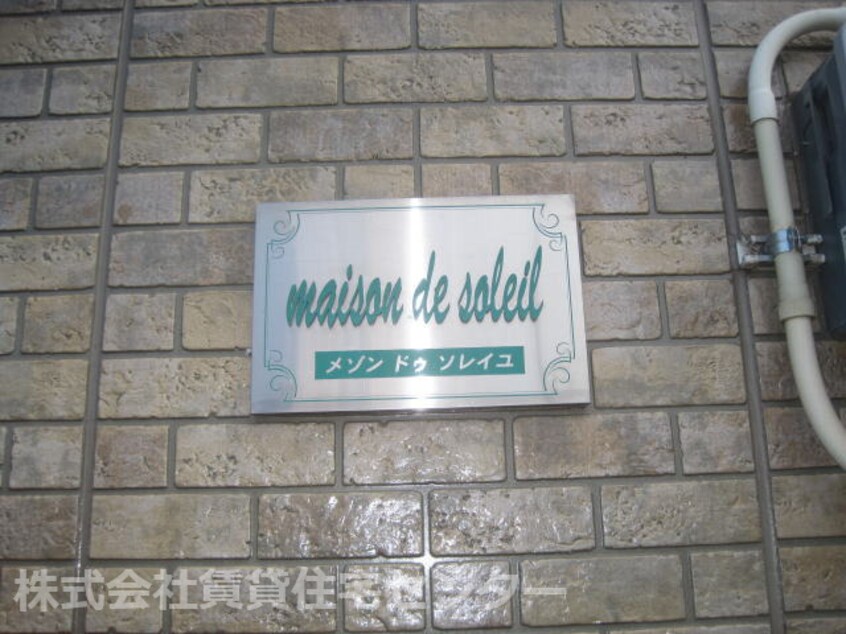 maison de soleil
メゾン ドゥ ソレイユ
株式会社賃貸住宅センター